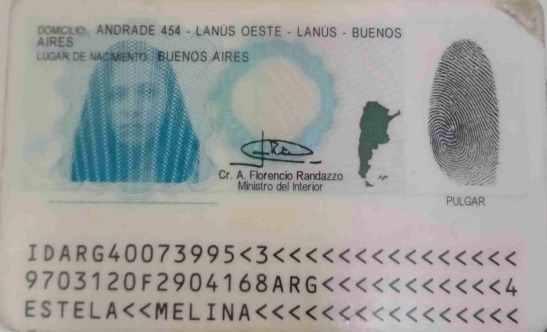 DOMICILIO: ANDRADE 454 - LANÚS OESTE - LANÚS - BUENOS
AIRES
LUGAR DE NACIMIENTO: BUENOS AIRES
Cr. A. Florencio Randazzo
Ministro del Interior
PULGAR
IDARG40073995<3<<<<<<<<<<<<<<<
9703120F2904168ARG<<<<<<<<<<<4
ESTELA<<MELINA<<<<<<<<<<<<<<<<